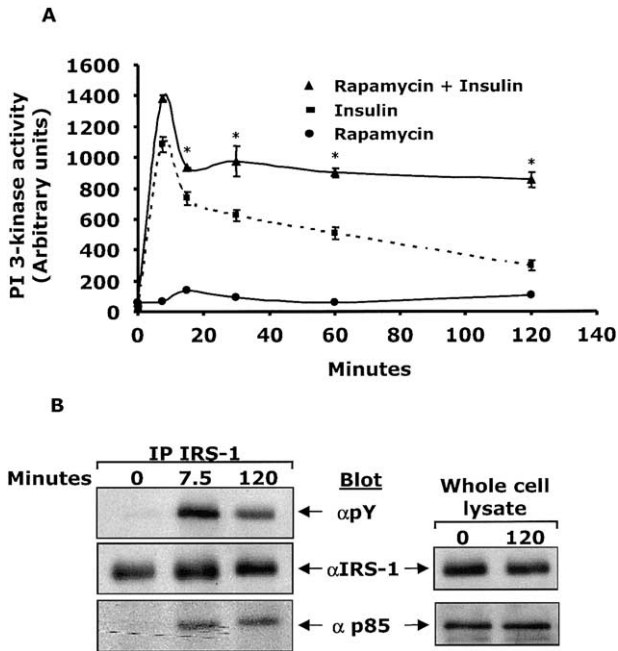 A
PI 3-kinase activity
(Arbitrary units)
1600
1400
1200
1000
800
600
400
200
0
▲ Rapamycin + Insulin
■ Insulin
● Rapamycin
* * * *
0 20 40 60 80 100 120 140
Minutes
B
IP IRS-1
Minutes 0 7.5 120
Blot
Whole cell
lysate
0 120
αpY
αIRS-1
α p85